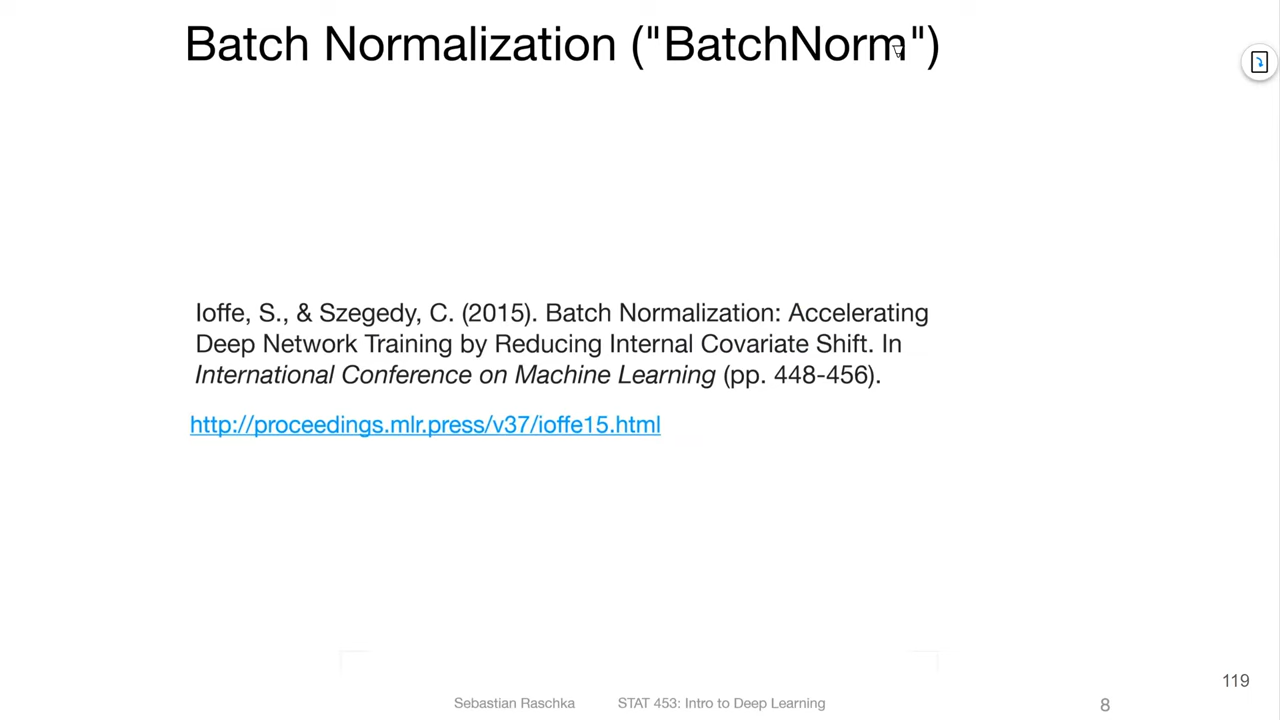 Batch Normalization ("BatchNorm")
Ioffe, S., & Szegedy, C. (2015). Batch Normalization: Accelerating
Deep Network Training by Reducing Internal Covariate Shift. In
International Conference on Machine Learning (pp. 448-456).
http://proceedings.mlr.press/v37/ioffe15.html
119
Sebastian Raschka STAT 453: Intro to Deep Learning 8